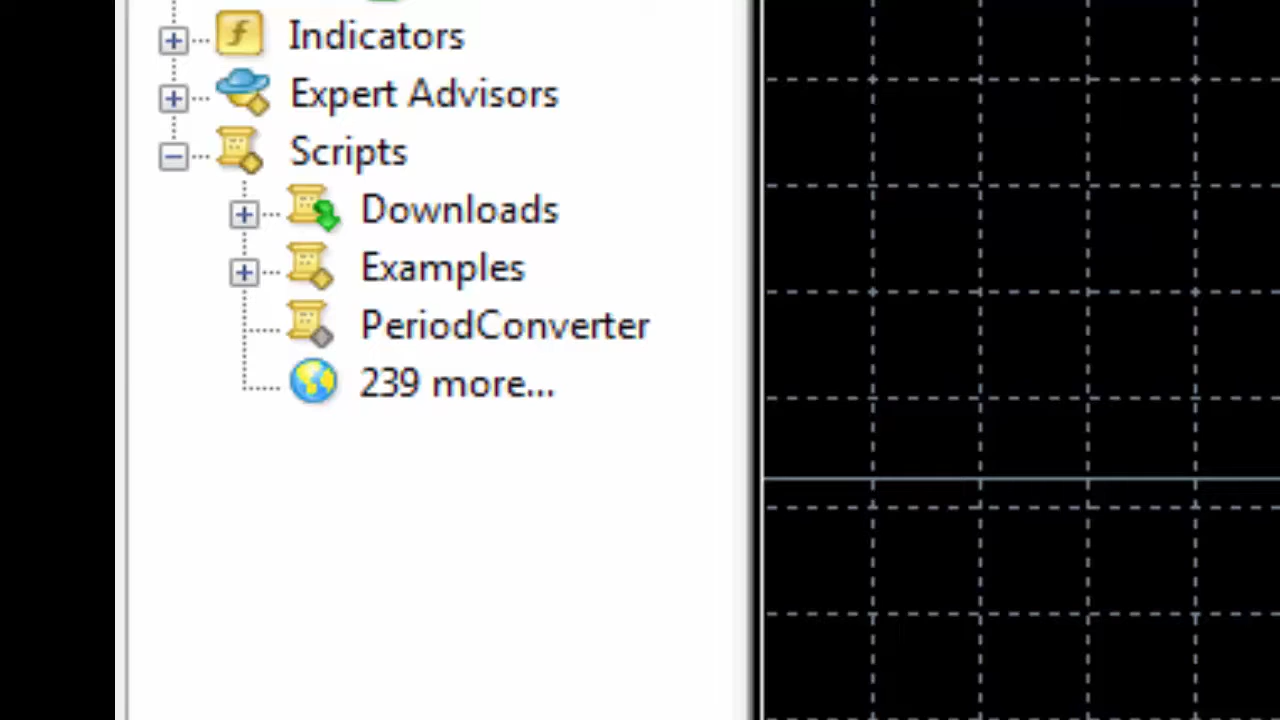 Indicators
Expert Advisors
Scripts
Downloads
Examples
PeriodConverter
239 more...